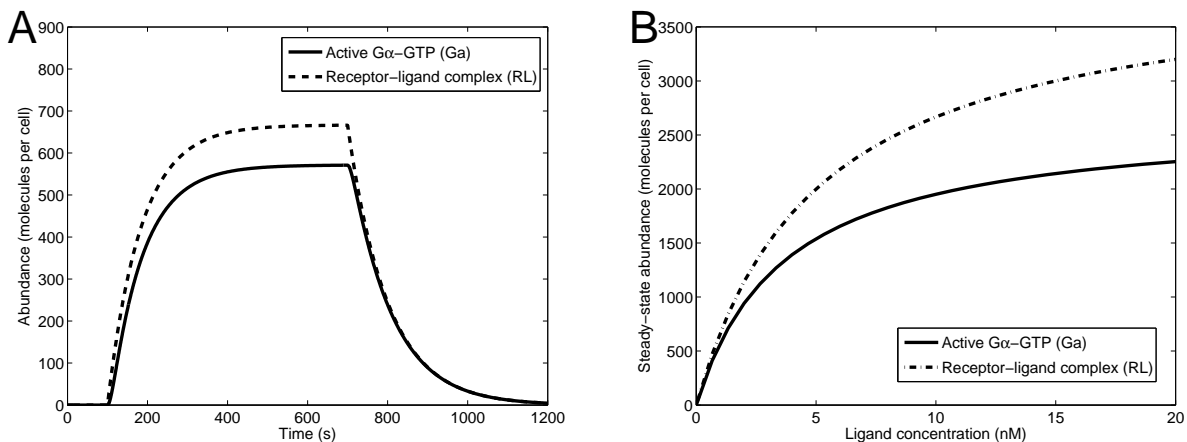 A
Abundance (molecules per cell)
900
800
700
600
500
400
300
200
100
0
0 200 400 600 800 1000 1200
Time (s)
Active Gα−GTP (Ga)
Receptor−ligand complex (RL)
B
Steady−state abundance (molecules per cell)
3500
3000
2500
2000
1500
1000
500
0
0 5 10 15 20
Ligand concentration (nM)
Active Gα−GTP (Ga)
Receptor−ligand complex (RL)